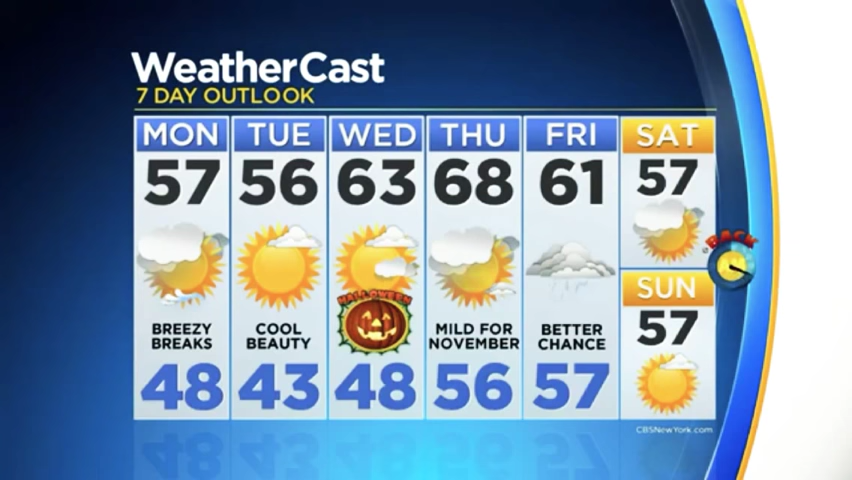 WeatherCast
7 DAY OUTLOOK
MON TUE WED THU FRI SAT
57 56 63 68 61 57
BACK
HALLOWEEN
SUN
57
BREEZY BREAKS
COOL BEAUTY
MILD FOR NOVEMBER
BETTER CHANCE
48 43 48 56 57
CBSNewYork.com